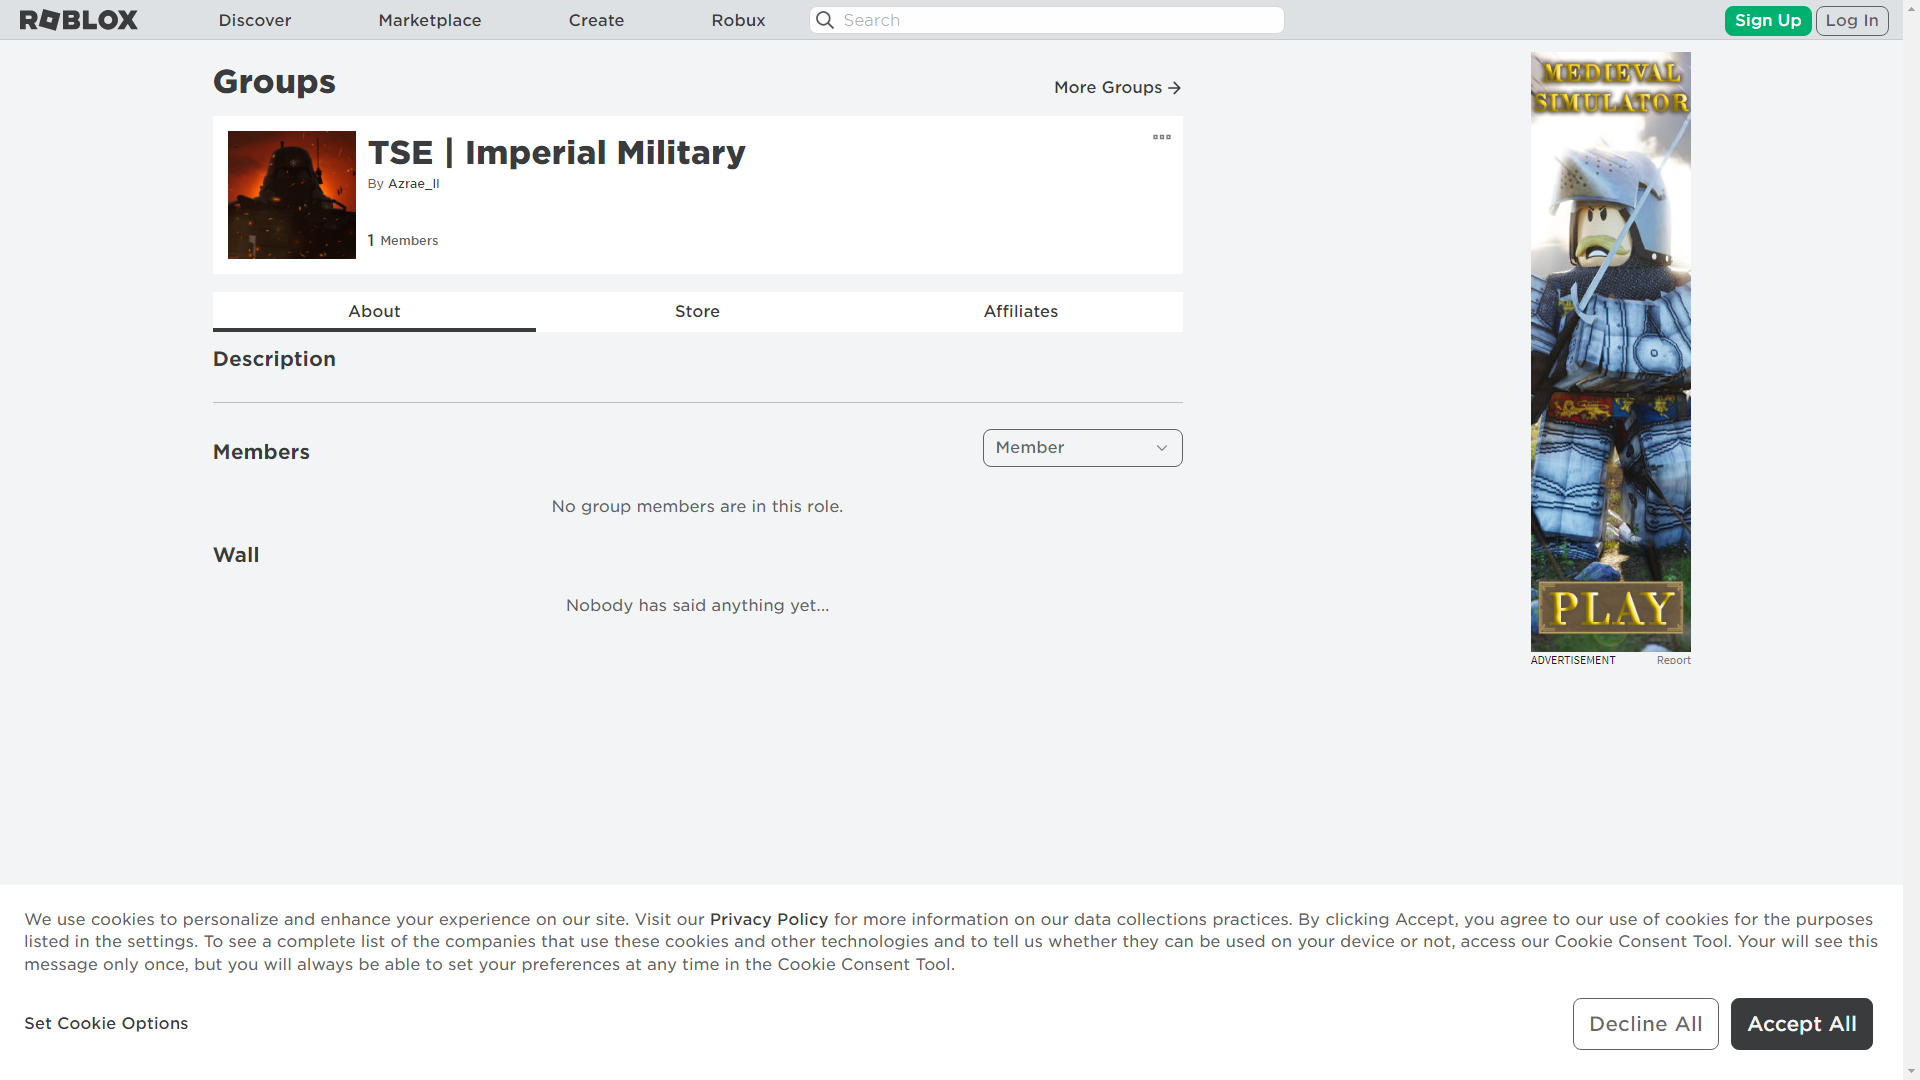 ROBLOX
Discover
Marketplace
Create
Robux
Search
Sign Up
Log In
Groups
More Groups
TSE | Imperial Military
By Azrae_ll
1 Members
About
Store
Affiliates
Description
Members
Member
No group members are in this role.
Wall
Nobody has said anything yet...
MEDIEVAL
SIMULATOR
PLAY
ADVERTISEMENT
Report
We use cookies to personalize and enhance your experience on our site. Visit our Privacy Policy for more information on our data collections practices. By clicking Accept, you agree to our use of cookies for the purposes
listed in the settings. To see a complete list of the companies that use these cookies and other technologies and to tell us whether they can be used on your device or not, access our Cookie Consent Tool. Your will see this
message only once, but you will always be able to set your preferences at any time in the Cookie Consent Tool.
Set Cookie Options
Decline All
Accept All